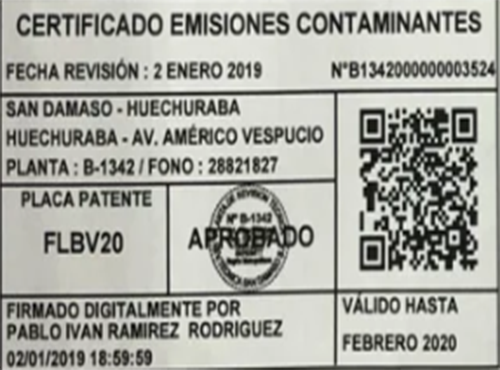 CERTIFICADO EMISIONES CONTAMINANTES
FECHA REVISIÓN : 2 ENERO 2019 N°B1342000000003524
SAN DAMASO - HUECHURABA
HUECHURABA - AV. AMÉRICO VESPUCIO
PLANTA : B-1342 / FONO : 28821827
PLACA PATENTE
FLBV20
N° B-1342
APROBADO
FIRMADO DIGITALMENTE POR
PABLO IVAN RAMIREZ RODRIGUEZ
02/01/2019 18:59:59
VÁLIDO HASTA
FEBRERO 2020